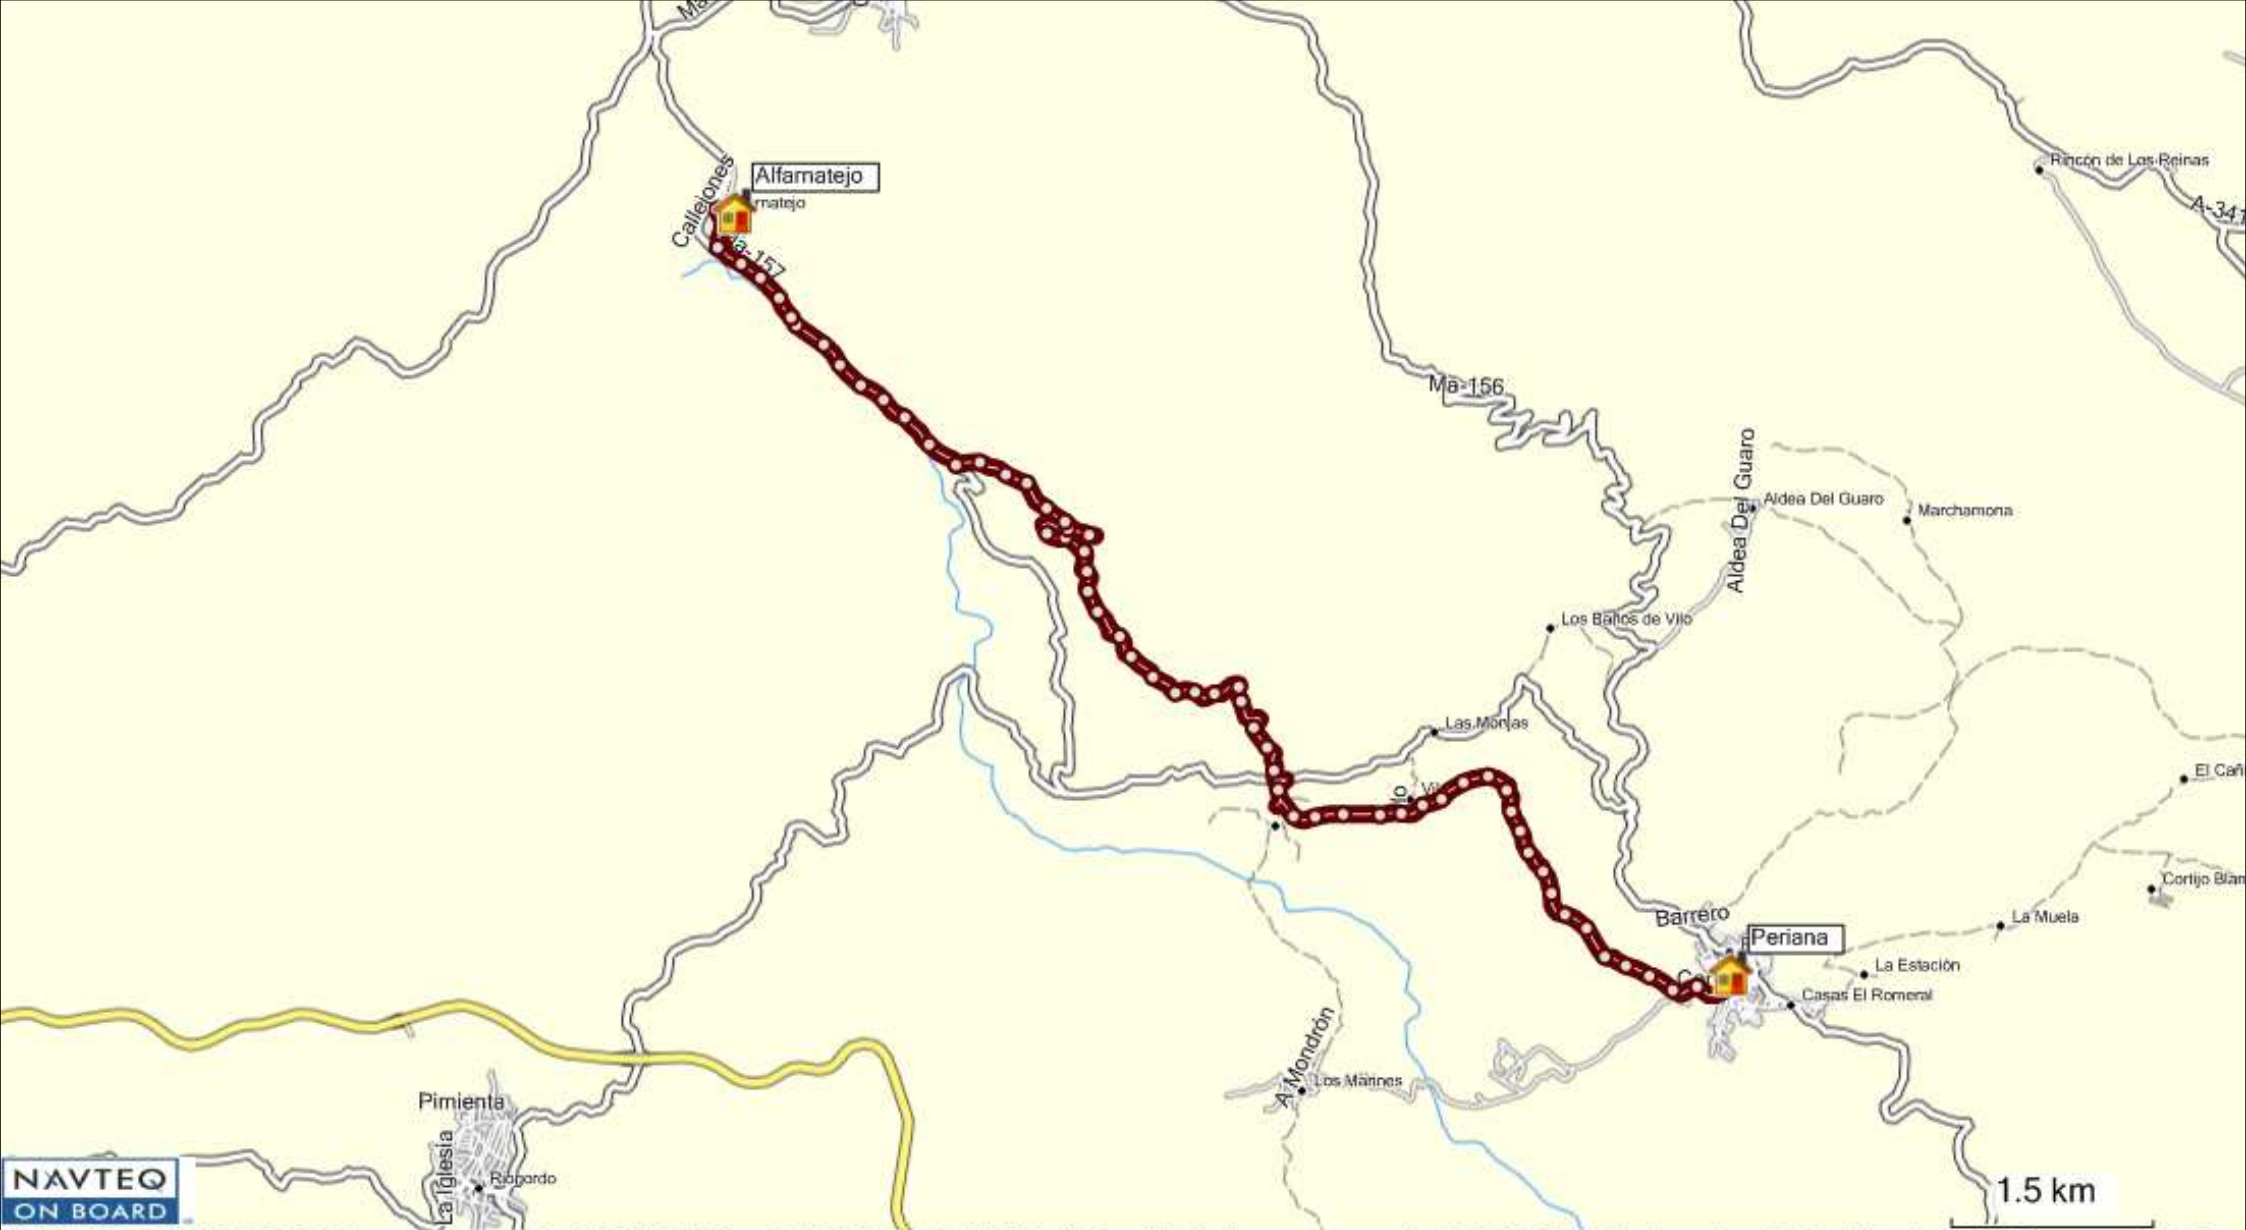 Alfarnatejo
rnatejo
Callejones
Rincón de Los Reinas
A-341
Ma-156
Aldea Del Guaro
Aldea Del Guaro
Marchamona
Los Baños de Vilo
Las Monjas
El Cañ
Cortijo Blan
Barrero
La Muela
Periana
La Estación
Casas El Romeral
A Mondrón
Los Marines
Pimienta
La Iglesia
Riogordo
NAVTEQ
ON BOARD
1.5 km